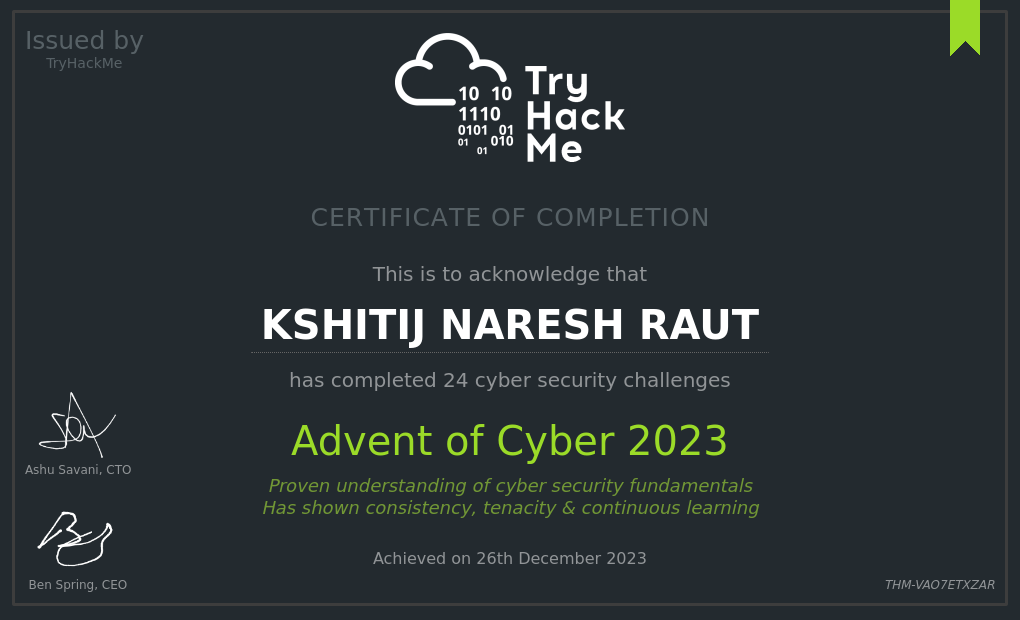 Issued by
TryHackMe
10 10
1110
0101 01
01 010
01
Try
Hack
Me
CERTIFICATE OF COMPLETION
This is to acknowledge that
KSHITIJ NARESH RAUT
has completed 24 cyber security challenges
Advent of Cyber 2023
Proven understanding of cyber security fundamentals
Has shown consistency, tenacity & continuous learning
Achieved on 26th December 2023
Ashu Savani, CTO
Ben Spring, CEO
THM-VAO7ETXZAR